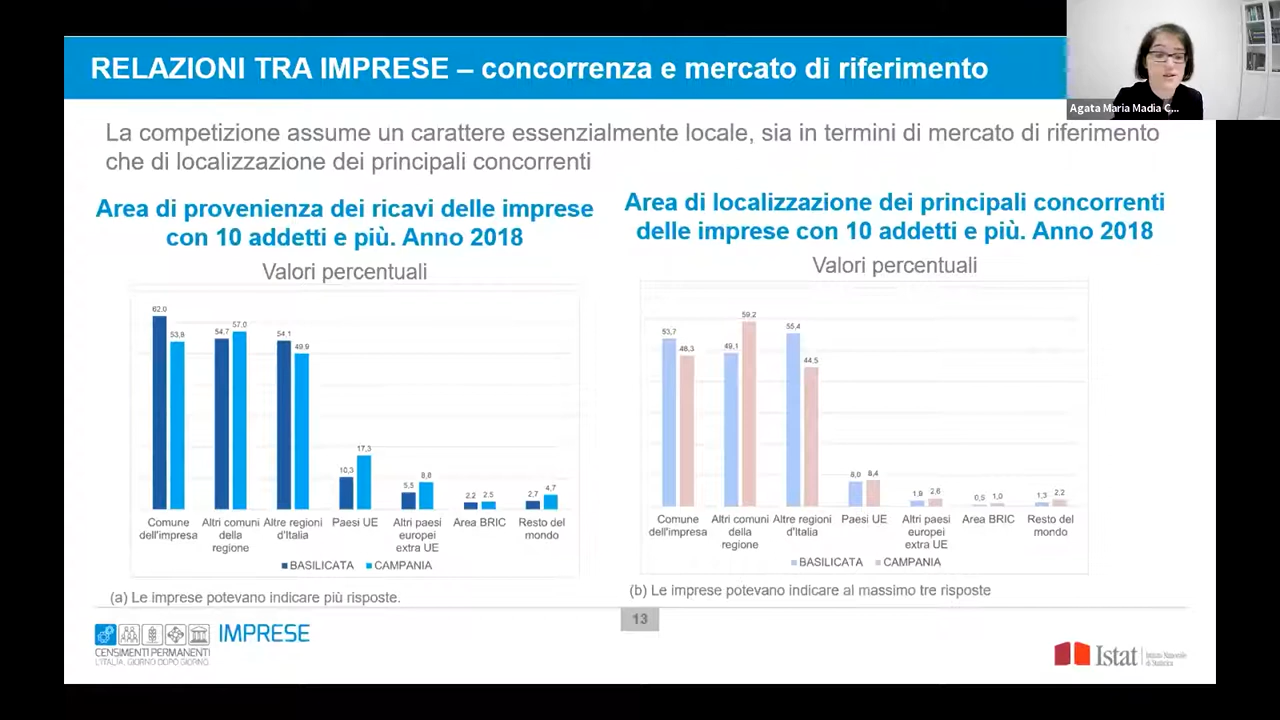 RELAZIONI TRA IMPRESE – concorrenza e mercato di riferimento
Agata Maria Madia C...
La competizione assume un carattere essenzialmente locale, sia in termini di mercato di riferimento
che di localizzazione dei principali concorrenti
Area di provenienza dei ricavi delle imprese
con 10 addetti e più. Anno 2018
Valori percentuali
62,0
53,8
54,7
57,0
54,1
49,9
10,3
17,3
5,5
8,8
2,2
2,5
2,7
4,7
Comune
dell'impresa
Altri comuni
della
regione
Altre regioni
d'Italia
Paesi UE
Altri paesi
europei
extra UE
Area BRIC
Resto del
mondo
BASILICATA
CAMPANIA
(a) Le imprese potevano indicare più risposte.
Area di localizzazione dei principali concorrenti
delle imprese con 10 addetti e più. Anno 2018
Valori percentuali
53,7
48,3
49,1
59,2
55,4
44,5
8,0
8,4
1,9
2,6
0,5
1,0
1,3
2,2
Comune
dell'impresa
Altri comuni
della
regione
Altre regioni
d'Italia
Paesi UE
Altri paesi
europei
extra UE
Area BRIC
Resto del
mondo
BASILICATA
CAMPANIA
(b) Le imprese potevano indicare al massimo tre risposte
13
IMPRESE
CENSIMENTI PERMANENTI
L'ITALIA, GIORNO DOPO GIORNO.
Istat
Istituto Nazionale
di Statistica